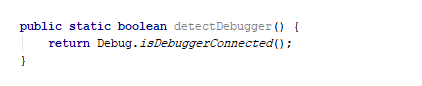 public static boolean detectDebugger() {
    return Debug.isDebuggerConnected();
}